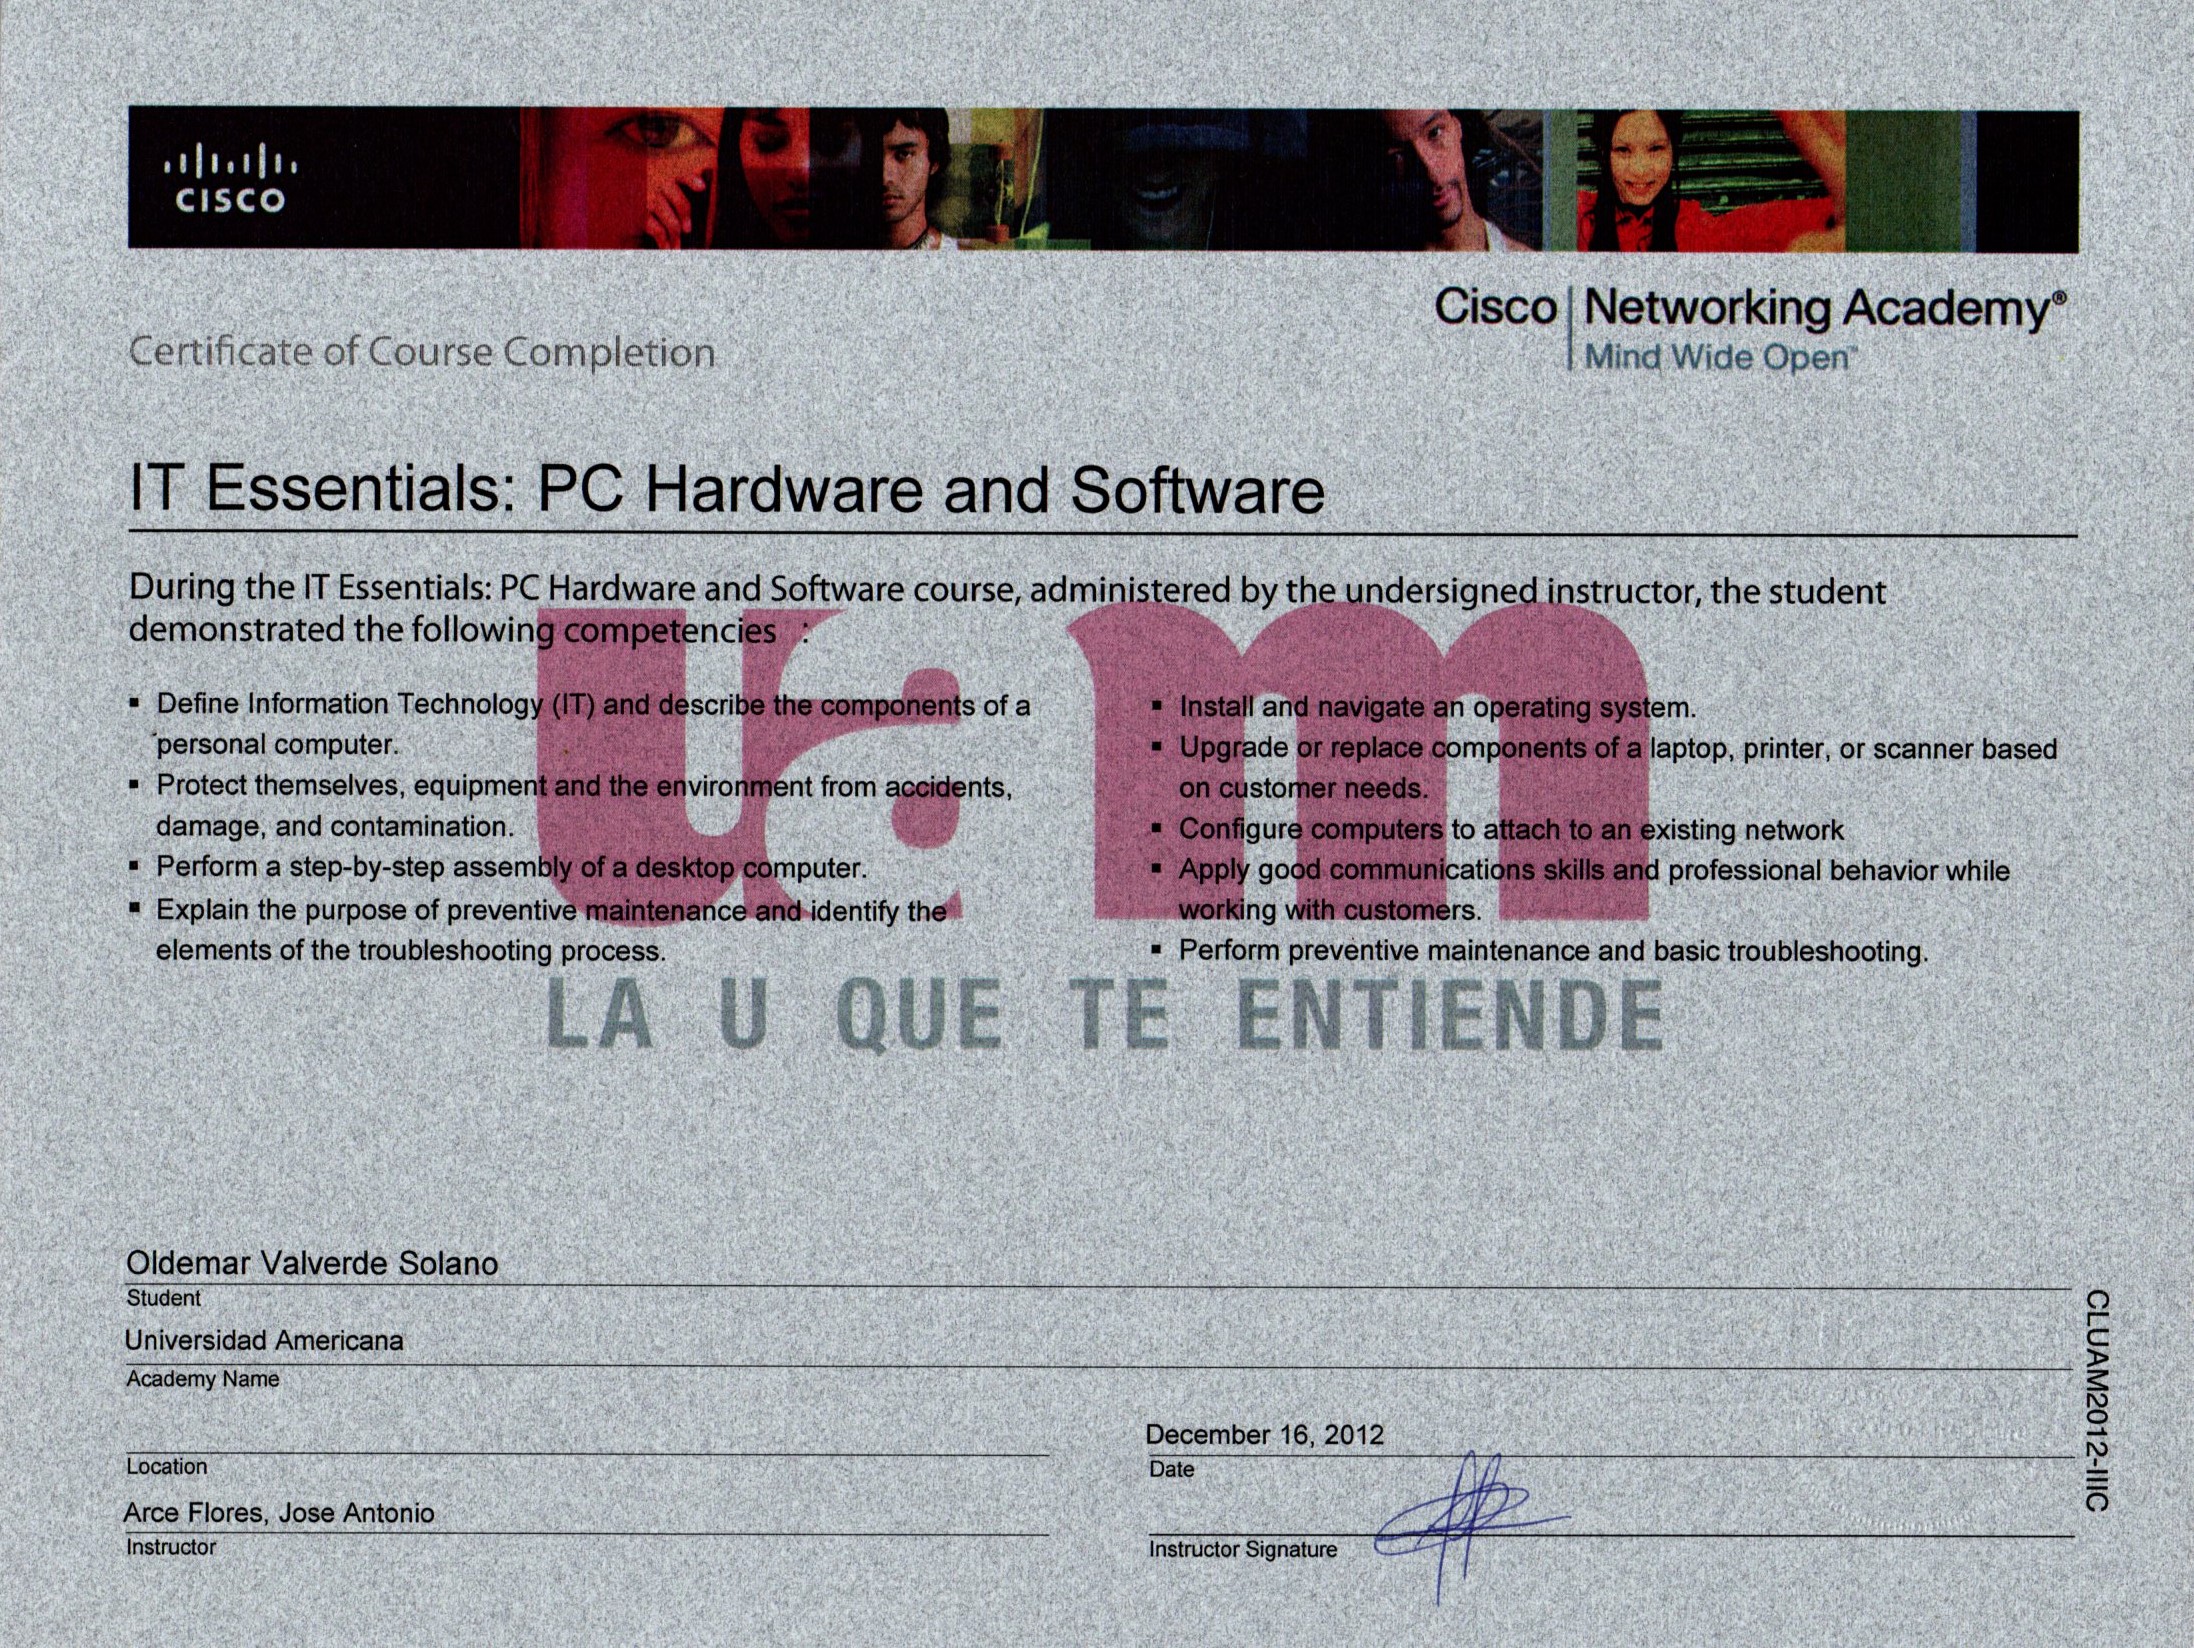 CISCO
Cisco | Networking Academy®
Mind Wide Open™
Certificate of Course Completion
IT Essentials: PC Hardware and Software
During the IT Essentials: PC Hardware and Software course, administered by the undersigned instructor, the student
demonstrated the following competencies :
▪ Define Information Technology (IT) and describe the components of a
personal computer.
▪ Protect themselves, equipment and the environment from accidents,
damage, and contamination.
▪ Perform a step-by-step assembly of a desktop computer.
▪ Explain the purpose of preventive maintenance and identify the
elements of the troubleshooting process.
▪ Install and navigate an operating system.
▪ Upgrade or replace components of a laptop, printer, or scanner based
on customer needs.
▪ Configure computers to attach to an existing network
▪ Apply good communications skills and professional behavior while
working with customers.
▪ Perform preventive maintenance and basic troubleshooting.
uam
LA U QUE TE ENTIENDE
Oldemar Valverde Solano
Student
Universidad Americana
Academy Name
Location
December 16, 2012
Date
Arce Flores, Jose Antonio
Instructor
Instructor Signature
CLUAM2012-IIIC